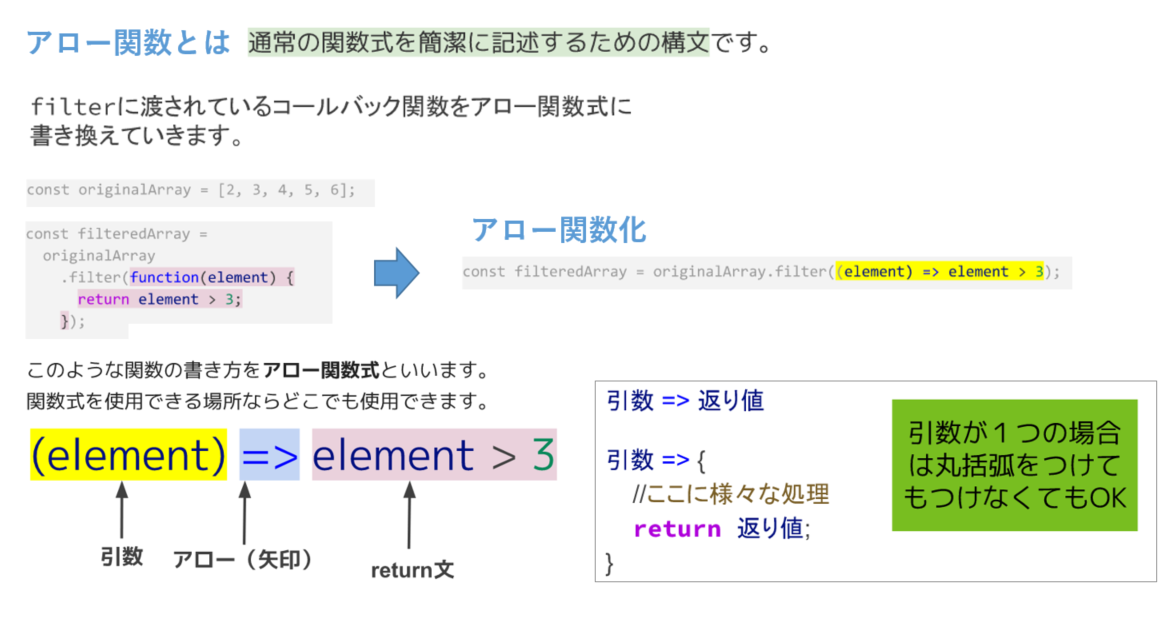 アロー関数とは 通常の関数式を簡潔に記述するための構文です。
filterに渡されているコールバック関数をアロー関数式に
書き換えていきます。
const originalArray = [2, 3, 4, 5, 6];
const filteredArray =
originalArray
.filter(function(element) {
return element > 3;
});
アロー関数化
const filteredArray = originalArray.filter((element) => element > 3);
このような関数の書き方をアロー関数式といいます。
関数式を使用できる場所ならどこでも使用できます。
(element) => element > 3
引数
アロー（矢印）
return文
引数 => 返り値
引数 => {
//ここに様々な処理
return 返り値;
}
引数が１つの場合
は丸括弧をつけて
もつけなくてもOK